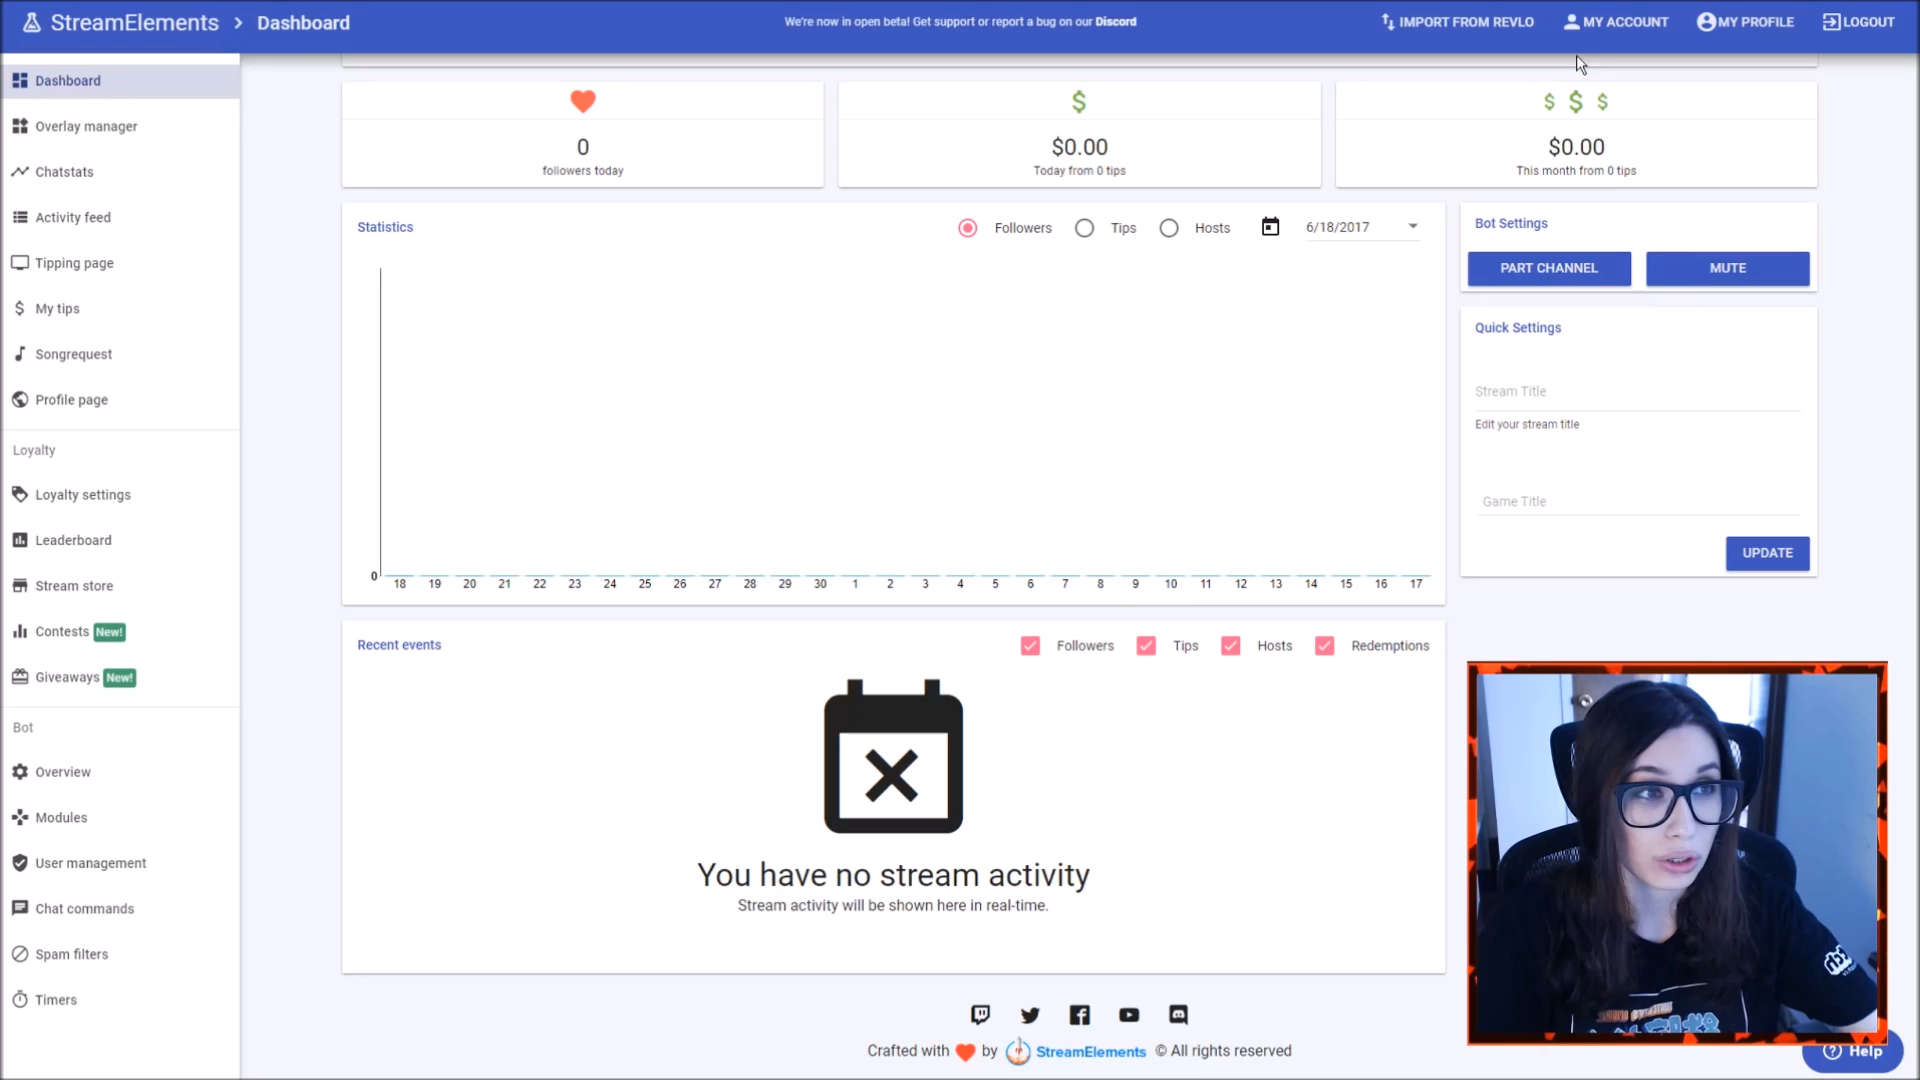 StreamElements > Dashboard
We're now in open beta! Get support or report a bug on our Discord
IMPORT FROM REVLO
MY ACCOUNT
MY PROFILE
LOGOUT
Dashboard
Overlay manager
Chatstats
Activity feed
Tipping page
My tips
Songrequest
Profile page
Loyalty
Loyalty settings
Leaderboard
Stream store
Contests New!
Giveaways New!
Bot
Overview
Modules
User management
Chat commands
Spam filters
Timers
0
followers today
$
$0.00
Today from 0 tips
$ $ $
$0.00
This month from 0 tips
Statistics
Followers
Tips
Hosts
6/18/2017
0
18 19 20 21 22 23 24 25 26 27 28 29 30 1 2 3 4 5 6 7 8 9 10 11 12 13 14 15 16 17
Bot Settings
PART CHANNEL
MUTE
Quick Settings
Stream Title
Edit your stream title
Game Title
UPDATE
Recent events
Followers
Tips
Hosts
Redemptions
You have no stream activity
Stream activity will be shown here in real-time.
Crafted with by StreamElements © All rights reserved
Help